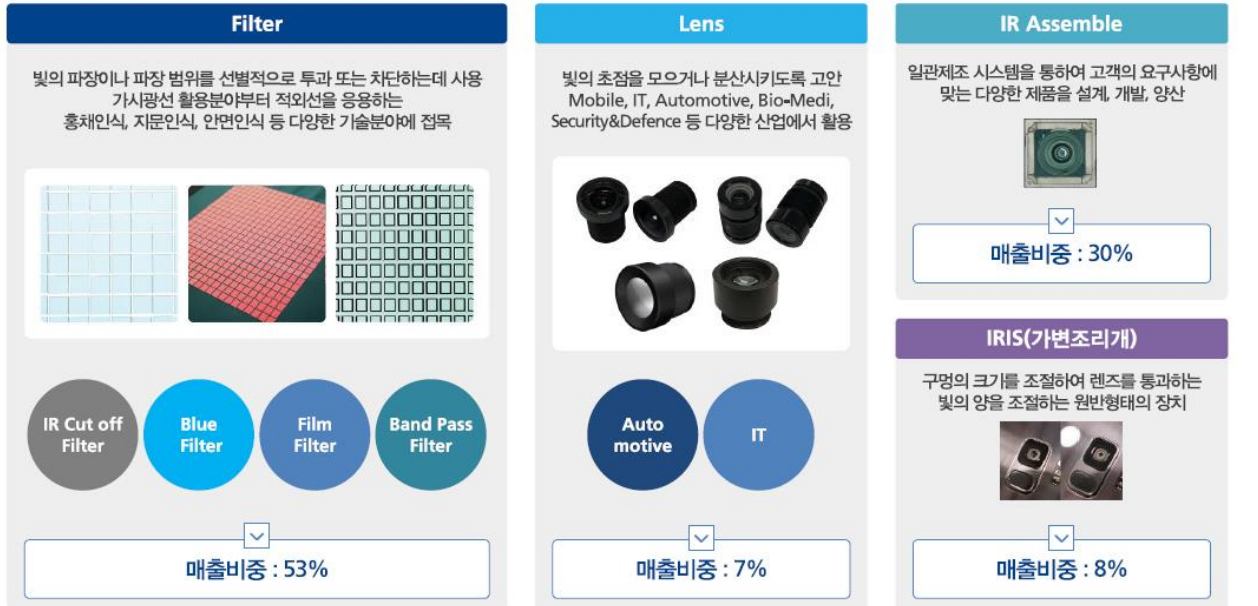 Filter
빛의 파장이나 파장 범위를 선별적으로 투과 또는 차단하는데 사용
가시광선 활용분야부터 적외선을 응용하는
홍채인식, 지문인식, 안면인식 등 다양한 기술분야에 접목
IR Cut off
Filter
Blue
Filter
Film
Filter
Band Pass
Filter
매출비중 : 53%
Lens
빛의 초점을 모으거나 분산시키도록 고안
Mobile, IT, Automotive, Bio-Medi,
Security&Defence 등 다양한 산업에서 활용
Auto
motive
IT
매출비중 : 7%
IR Assemble
일관제조 시스템을 통하여 고객의 요구사항에
맞는 다양한 제품을 설계, 개발, 양산
매출비중 : 30%
IRIS(가변조리개)
구멍의 크기를 조절하여 렌즈를 통과하는
빛의 양을 조절하는 원반형태의 장치
매출비중 : 8%